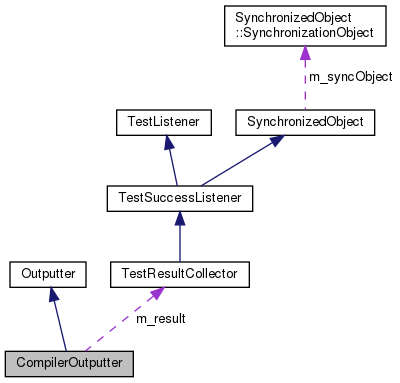 SynchronizedObject
::SynchronizationObject
m_syncObject
TestListener
SynchronizedObject
TestSuccessListener
Outputter
TestResultCollector
m_result
CompilerOutputter